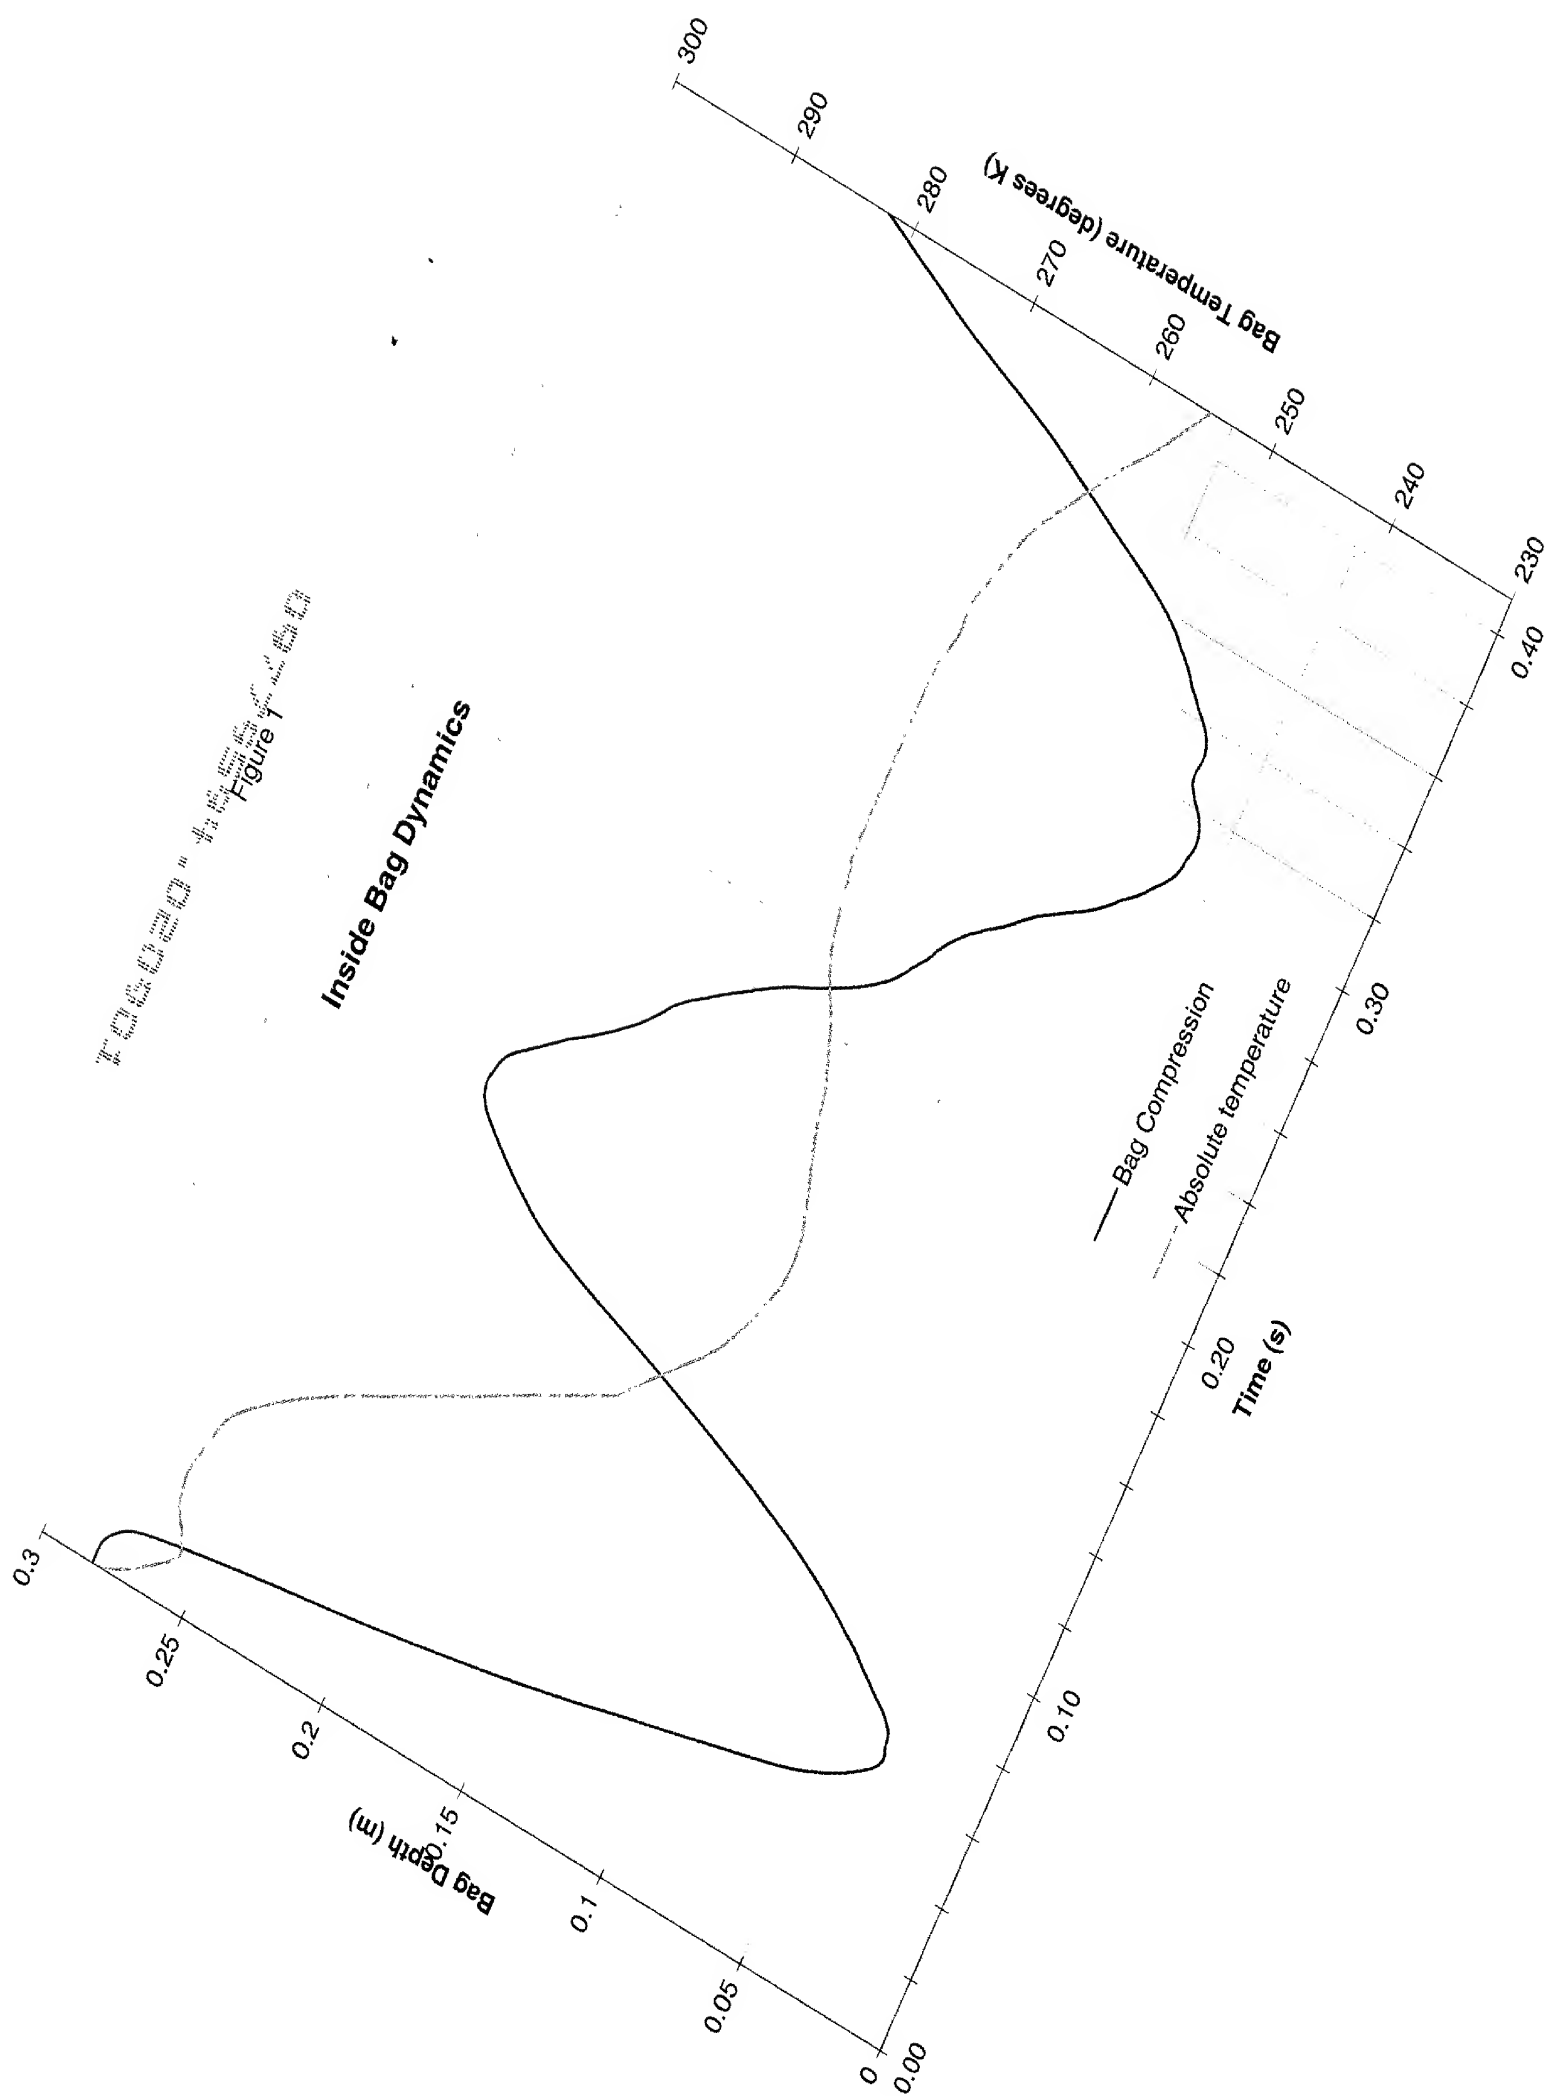 Figure 1
Inside Bag Dynamics
0.3
0.25
0.2
0.15
0.1
0.05
0
Bag Depth (m)
300
290
280
270
260
250
240
230
Bag Temperature (degrees K)
Bag Compression
Absolute temperature
0.00
0.10
0.20
0.30
0.40
Time (s)